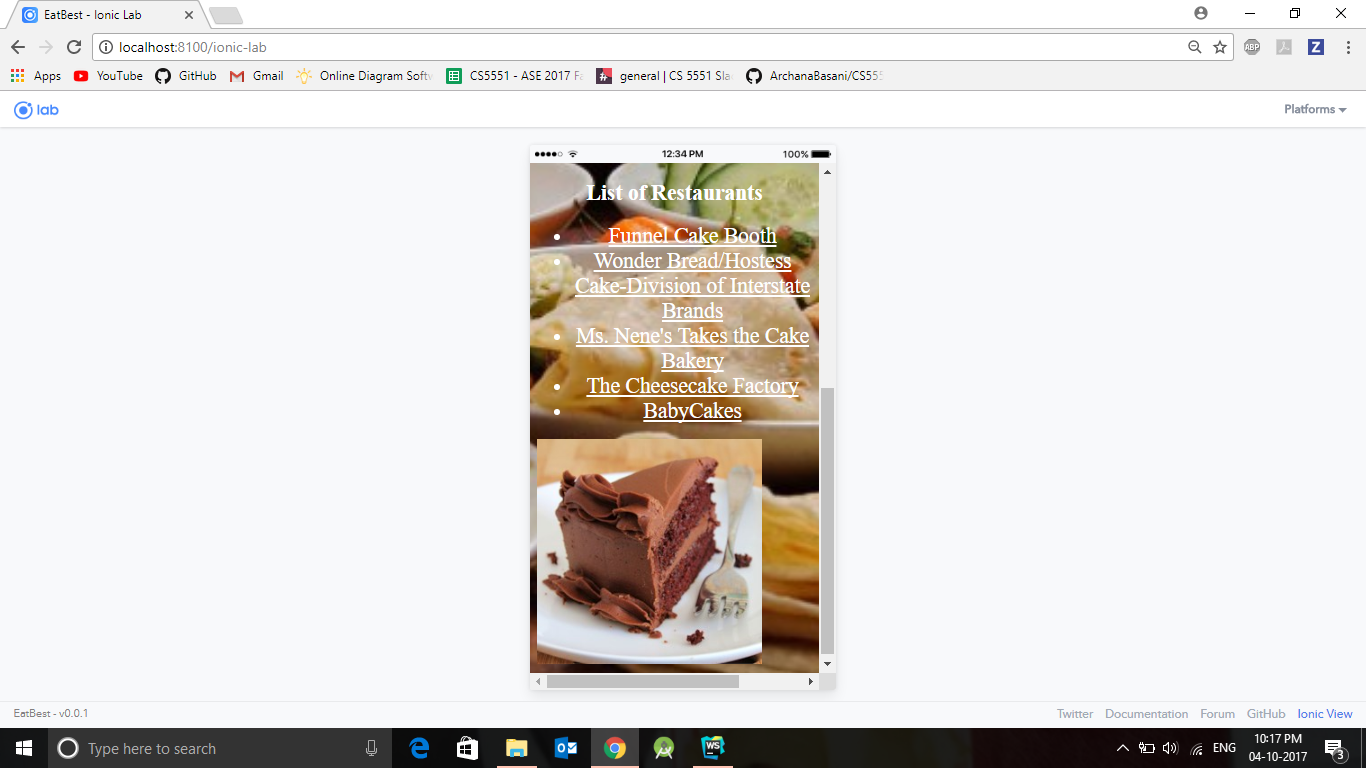 EatBest - Ionic Lab
localhost:8100/ionic-lab
ABP
Z
Apps
YouTube
GitHub
Gmail
Online Diagram Softw
CS5551 - ASE 2017 Fa
general | CS 5551 Sla
ArchanaBasani/CS555
lab
Platforms
12:34 PM
100%
List of Restaurants
Funnel Cake Booth
Wonder Bread/Hostess
Cake-Division of Interstate
Brands
Ms. Nene's Takes the Cake
Bakery
The Cheesecake Factory
BabyCakes
EatBest - v0.0.1
Twitter
Documentation
Forum
GitHub
Ionic View
Type here to search
WS
ENG
10:17 PM
04-10-2017
3